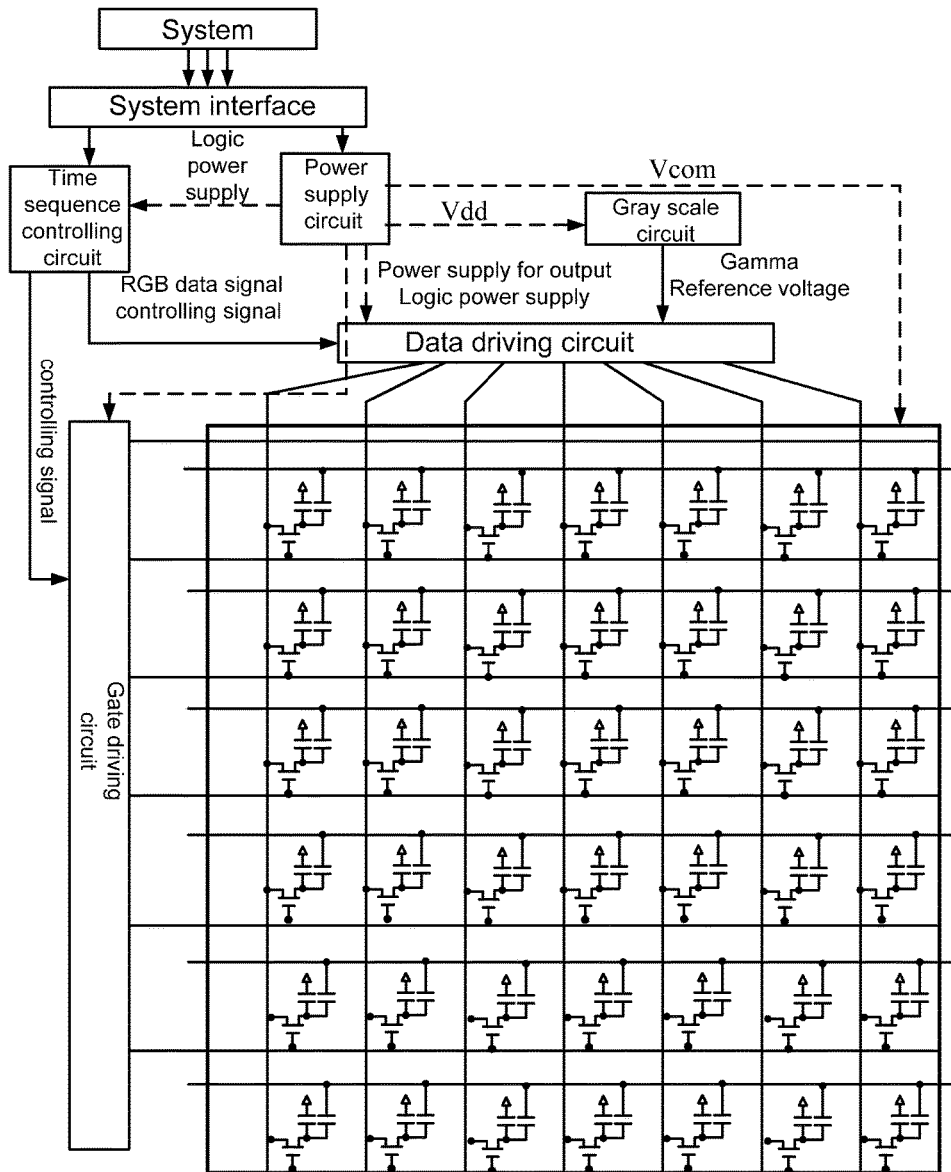 System
System interface
Logic
power
supply
Time
sequence
controlling
circuit
Power
supply
circuit
Vcom
Vdd
Gray scale
circuit
RGB data signal
controlling signal
Power supply for output
Logic power supply
Gamma
Reference voltage
Data driving circuit
controlling signal
Gate driving
circuit